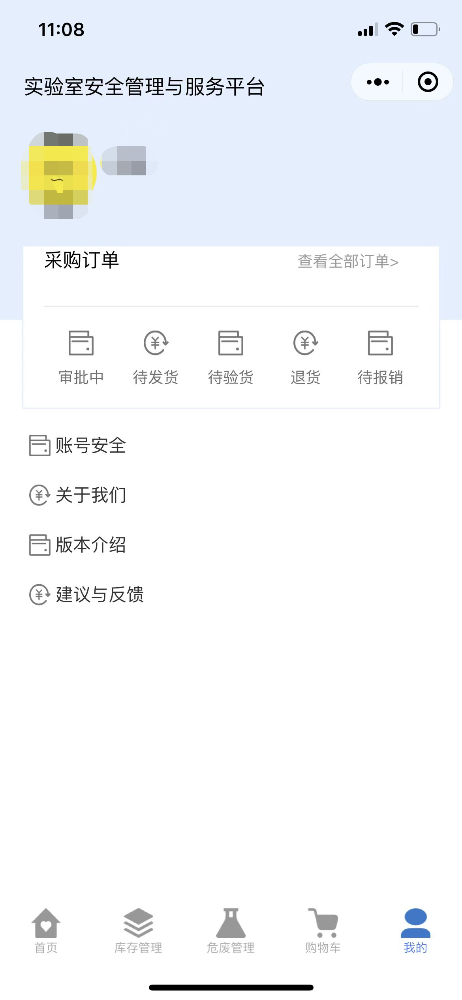 11:08
实验室安全管理与服务平台
采购订单
查看全部订单>
审批中
待发货
待验货
退货
待报销
账号安全
关于我们
版本介绍
建议与反馈
首页
库存管理
危废管理
购物车
我的